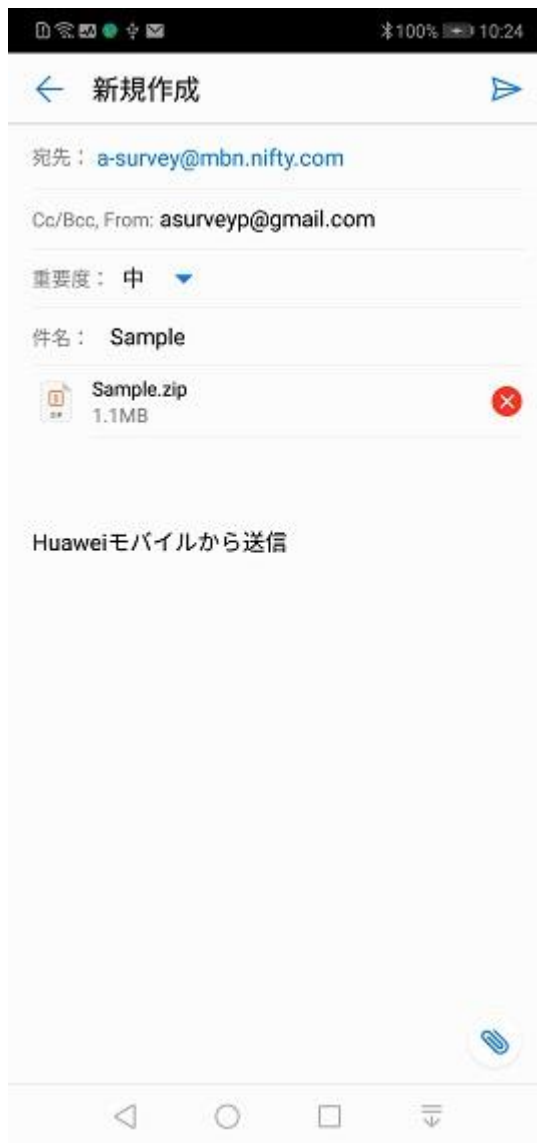 100% 10:24
新規作成
宛先： a-survey@mbn.nifty.com
Cc/Bcc, From: asurveyp@gmail.com
重要度： 中
件名： Sample
Sample.zip
1.1MB
Huaweiモバイルから送信